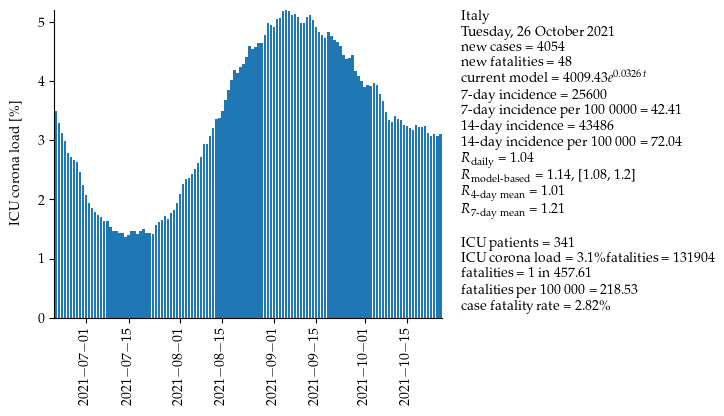 5
4
3
2
1
0
ICU corona load [%]
2021−07−01
2021−07−15
2021−08−01
2021−08−15
2021−09−01
2021−09−15
2021−10−01
2021−10−15
Italy
Tuesday, 26 October 2021
new cases = 4054
new fatalities = 48
current model = 4009.43e^0.0326 t
7-day incidence = 25600
7-day incidence per 100 0000 = 42.41
14-day incidence = 43486
14-day incidence per 100 000 = 72.04
R_daily = 1.04
R_model-based = 1.14, [1.08, 1.2]
R_4-day mean = 1.01
R_7-day mean = 1.21
ICU patients = 341
ICU corona load = 3.1%fatalities = 131904
fatalities = 1 in 457.61
fatalities per 100 000 = 218.53
case fatality rate = 2.82%